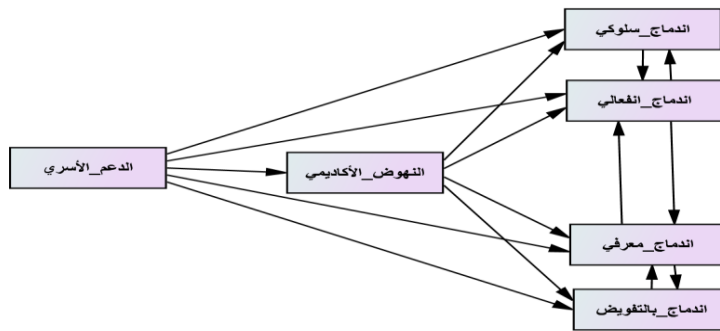 اندماج_سلوكي
اندماج_انفعالي
الدعم_الأسري
النهوض_الأكاديمي
اندماج_معرفي
اندماج_بالتفويض